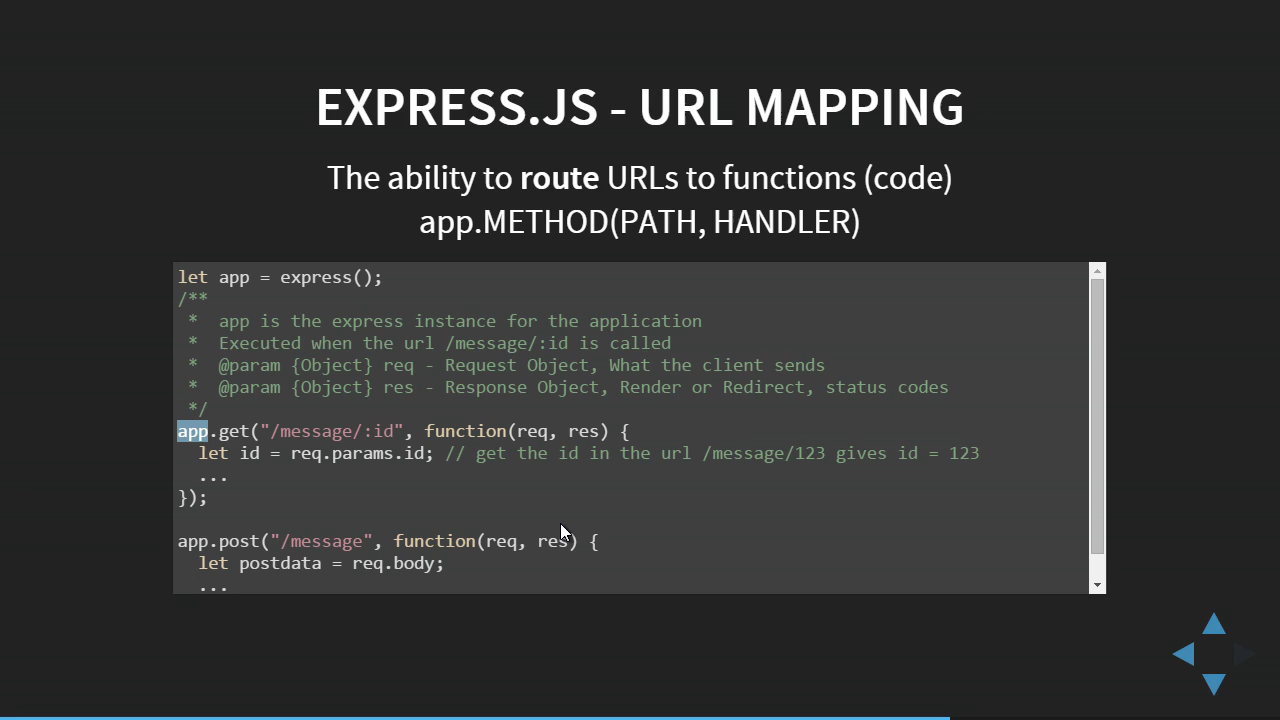 EXPRESS.JS - URL MAPPING
The ability to route URLs to functions (code)
app.METHOD(PATH, HANDLER)
let app = express();
/**
 *  app is the express instance for the application
 *  Executed when the url /message/:id is called
 *  @param {Object} req - Request Object, What the client sends
 *  @param {Object} res - Response Object, Render or Redirect, status codes
 */
app.get("/message/:id", function(req, res) {
  let id = req.params.id; // get the id in the url /message/123 gives id = 123
  ...
});
app.post("/message", function(req, res) {
  let postdata = req.body;
  ...